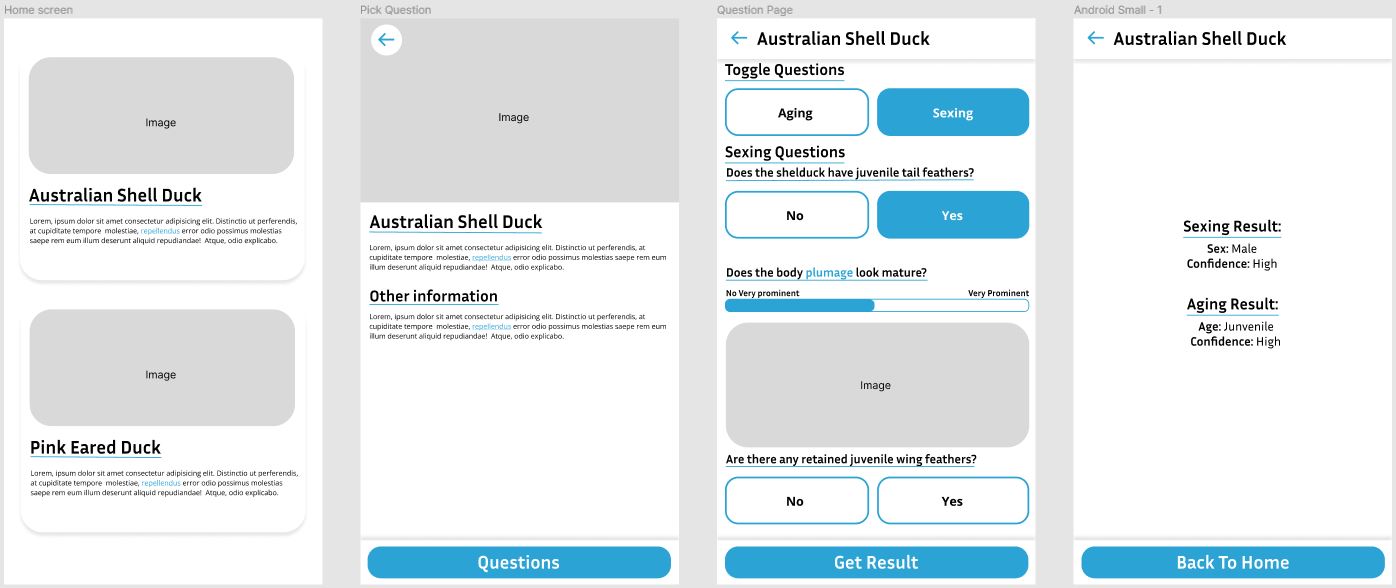 Home screen
Image
Australian Shell Duck
Lorem, ipsum dolor sit amet consectetur adipisicing elit. Distinctio ut perferendis,
at cupiditate tempore molestiae, repellendus error odio possimus molestias
saepe rem eum illum deserunt aliquid repudiandae! Atque, odio explicabo.
Image
Pink Eared Duck
Lorem, ipsum dolor sit amet consectetur adipisicing elit. Distinctio ut perferendis,
at cupiditate tempore molestiae, repellendus error odio possimus molestias
saepe rem eum illum deserunt aliquid repudiandae! Atque, odio explicabo.
Pick Question
Image
Australian Shell Duck
Lorem, ipsum dolor sit amet consectetur adipisicing elit. Distinctio ut perferendis, at
cupiditate tempore molestiae, repellendus error odio possimus molestias saepe rem eum
illum deserunt aliquid repudiandae! Atque, odio explicabo.
Other information
Lorem, ipsum dolor sit amet consectetur adipisicing elit. Distinctio ut perferendis, at
cupiditate tempore molestiae, repellendus error odio possimus molestias saepe rem eum
illum deserunt aliquid repudiandae! Atque, odio explicabo.
Questions
Question Page
Australian Shell Duck
Toggle Questions
Aging Sexing
Sexing Questions
Does the shelduck have juvenile tail feathers?
No Yes
Does the body plumage look mature?
No Very prominent Very Prominent
Image
Are there any retained juvenile wing feathers?
No Yes
Get Result
Android Small - 1
Australian Shell Duck
Sexing Result:
Sex: Male
Confidence: High
Aging Result:
Age: Junvenile
Confidence: High
Back To Home